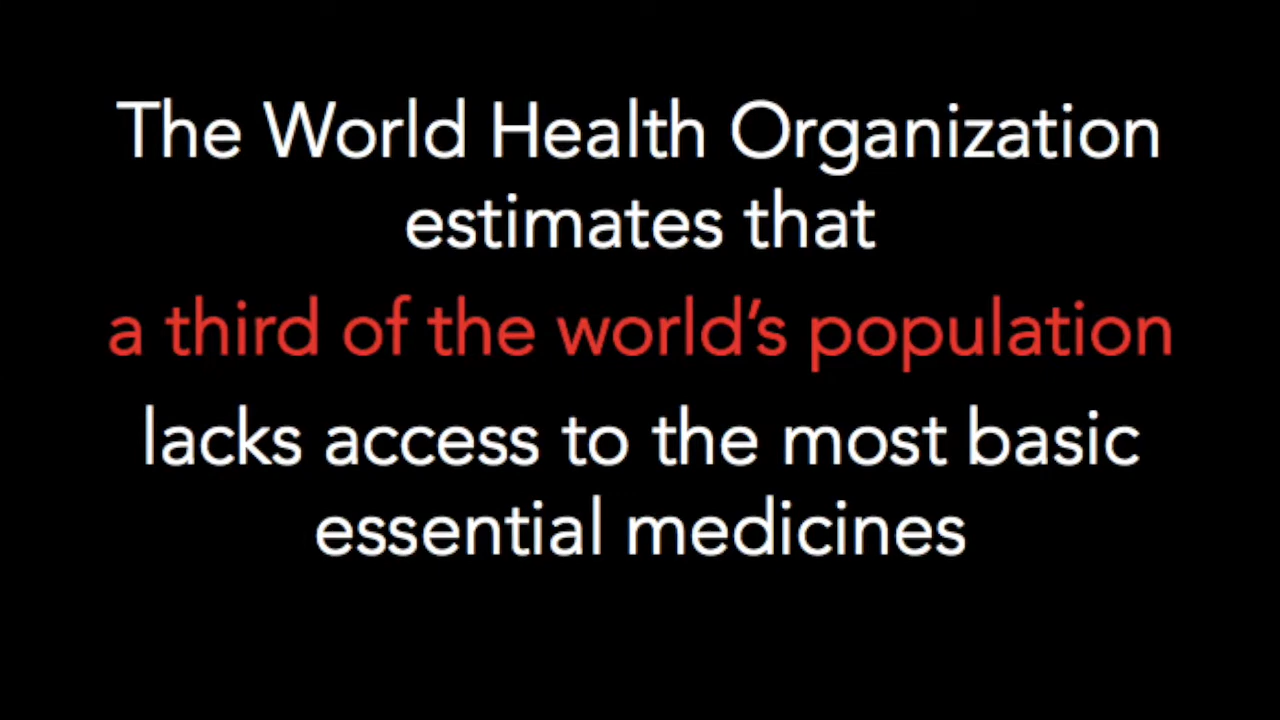 The World Health Organization
estimates that
a third of the world’s population
lacks access to the most basic
essential medicines